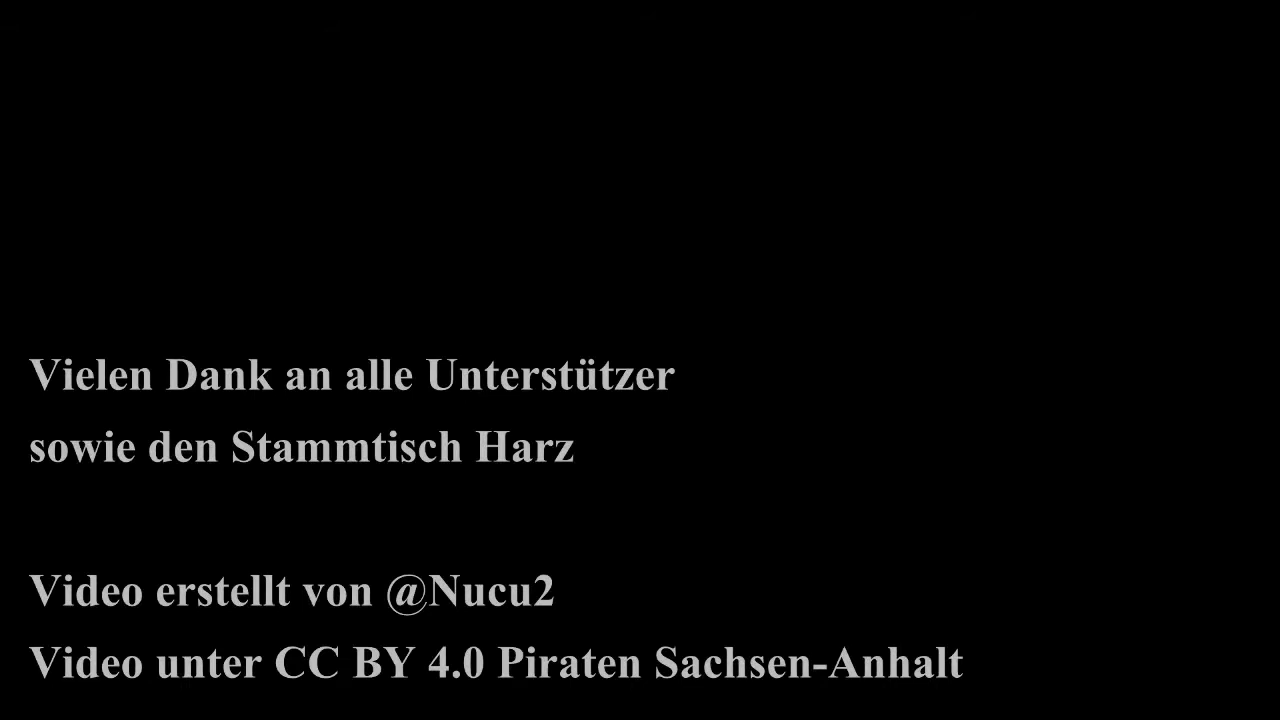 Vielen Dank an alle Unterstützer
sowie den Stammtisch Harz
Video erstellt von @Nucu2
Video unter CC BY 4.0 Piraten Sachsen-Anhalt